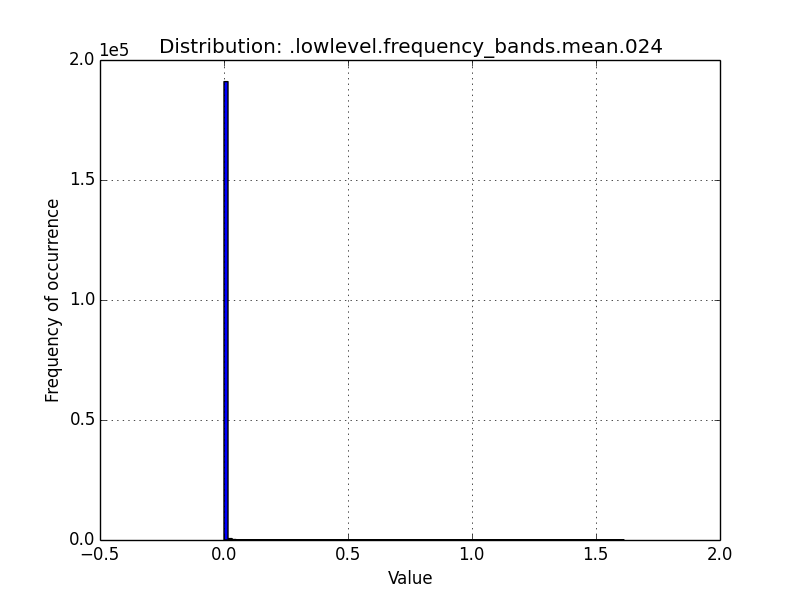 Distribution: .lowlevel.frequency_bands.mean.024
1e5
2.0
1.5
1.0
0.5
0.0
Frequency of occurrence
−0.5 0.0 0.5 1.0 1.5 2.0
Value